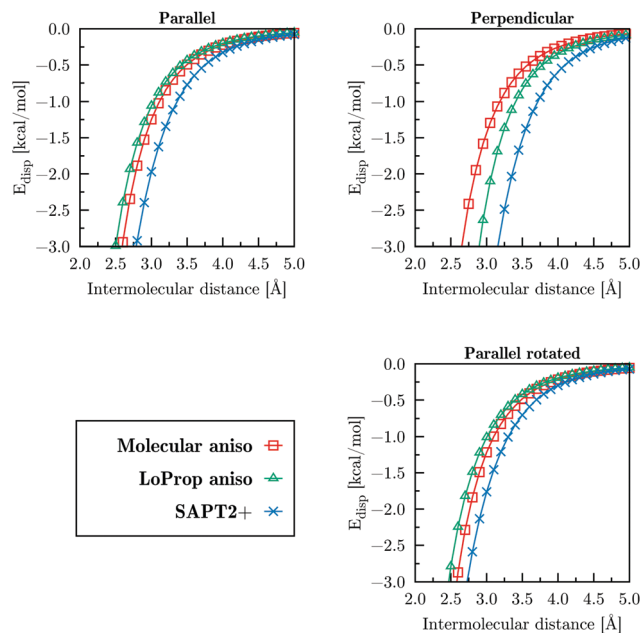 Parallel
0.0
−0.5
−1.0
−1.5
−2.0
−2.5
−3.0
E_disp [kcal/mol]
2.0 2.5 3.0 3.5 4.0 4.5 5.0
Intermolecular distance [Å]
Perpendicular
0.0
−0.5
−1.0
−1.5
−2.0
−2.5
−3.0
E_disp [kcal/mol]
2.0 2.5 3.0 3.5 4.0 4.5 5.0
Intermolecular distance [Å]
Molecular aniso
LoProp aniso
SAPT2+
Parallel rotated
0.0
−0.5
−1.0
−1.5
−2.0
−2.5
−3.0
E_disp [kcal/mol]
2.0 2.5 3.0 3.5 4.0 4.5 5.0
Intermolecular distance [Å]